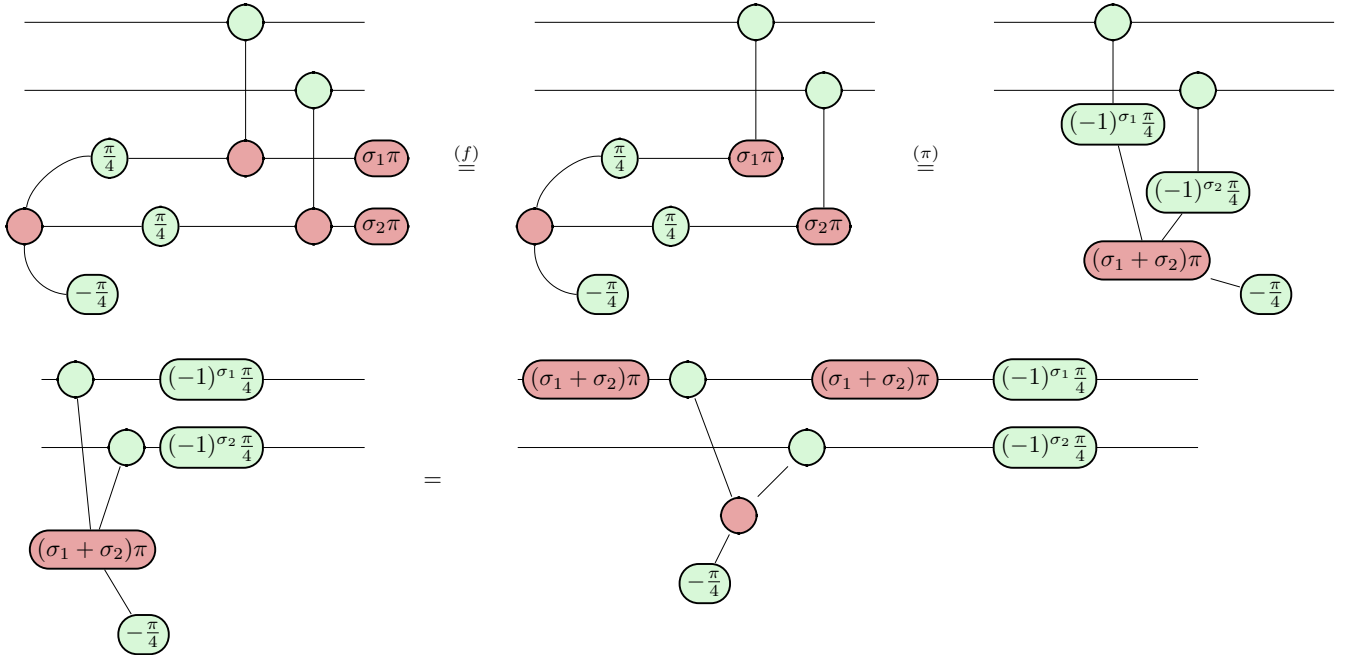 π/4 σ₁π (f) = π/4 σ₁π (π) = (−1)^{σ₁} π/4
π/4 σ₂π π/4 σ₂π (−1)^{σ₂} π/4
−π/4 −π/4 (σ₁ + σ₂)π −π/4
(−1)^{σ₁} π/4 (σ₁ + σ₂)π (σ₁ + σ₂)π (−1)^{σ₁} π/4
(−1)^{σ₂} π/4 (−1)^{σ₂} π/4
=
(σ₁ + σ₂)π
−π/4
−π/4